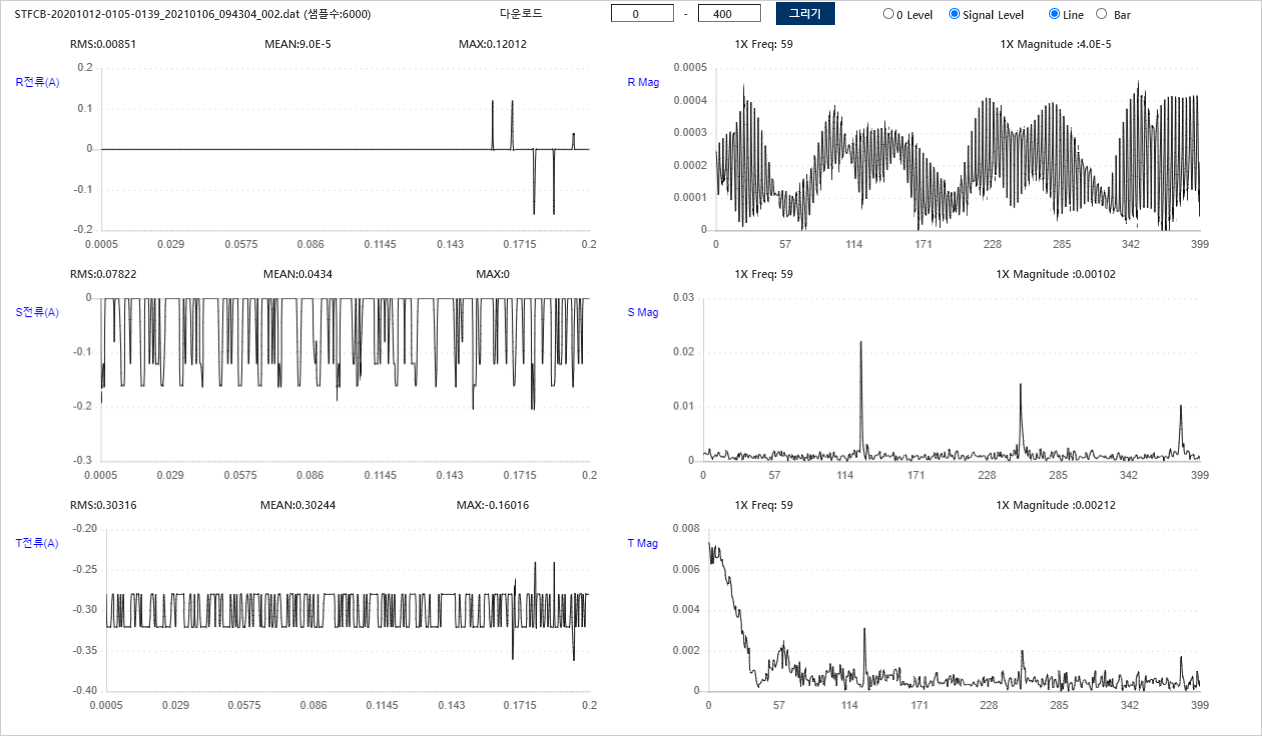 STFCB-20201012-0105-0139_20210106_094304_002.dat (샘플수:6000) 다운로드 0 - 400 그리기 0 Level Signal Level Line Bar
RMS:0.00851 MEAN:9.0E-5 MAX:0.12012 1X Freq: 59 1X Magnitude :4.0E-5
R전류(A)
0.2
0.1
0
-0.1
-0.2
0.0005 0.029 0.0575 0.086 0.1145 0.143 0.1715 0.2
R Mag
0.0005
0.0004
0.0003
0.0002
0.0001
0
0 57 114 171 228 285 342 399
RMS:0.07822 MEAN:0.0434 MAX:0 1X Freq: 59 1X Magnitude :0.00102
S전류(A)
0
-0.1
-0.2
-0.3
0.0005 0.029 0.0575 0.086 0.1145 0.143 0.1715 0.2
S Mag
0.03
0.02
0.01
0
0 57 114 171 228 285 342 399
RMS:0.30316 MEAN:0.30244 MAX:-0.16016 1X Freq: 59 1X Magnitude :0.00212
T전류(A)
-0.20
-0.25
-0.30
-0.35
-0.40
0.0005 0.029 0.0575 0.086 0.1145 0.143 0.1715 0.2
T Mag
0.008
0.006
0.004
0.002
0
0 57 114 171 228 285 342 399